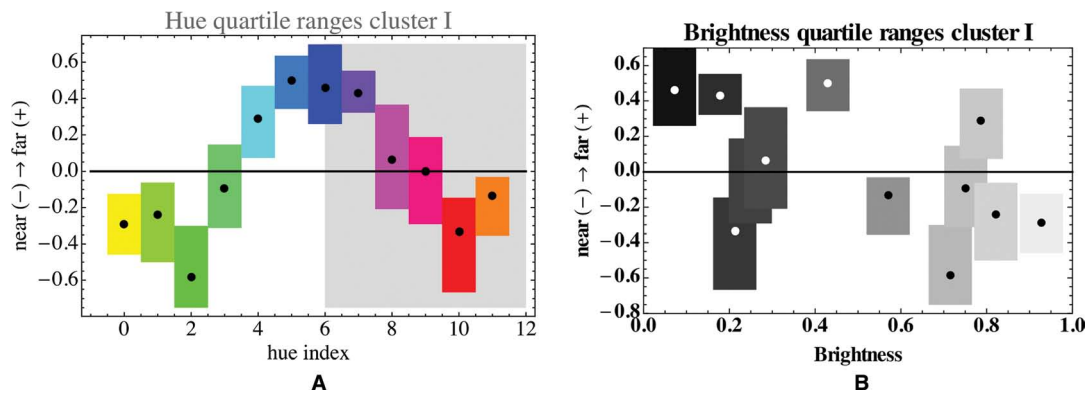 Hue quartile ranges cluster I
near (−) → far (+)
0.6
0.4
0.2
0.0
−0.2
−0.4
−0.6
0 2 4 6 8 10 12
hue index
A
Brightness quartile ranges cluster I
near (−) → far (+)
0.6
0.4
0.2
0.0
−0.2
−0.4
−0.6
−0.8
0.0 0.2 0.4 0.6 0.8 1.0
Brightness
B